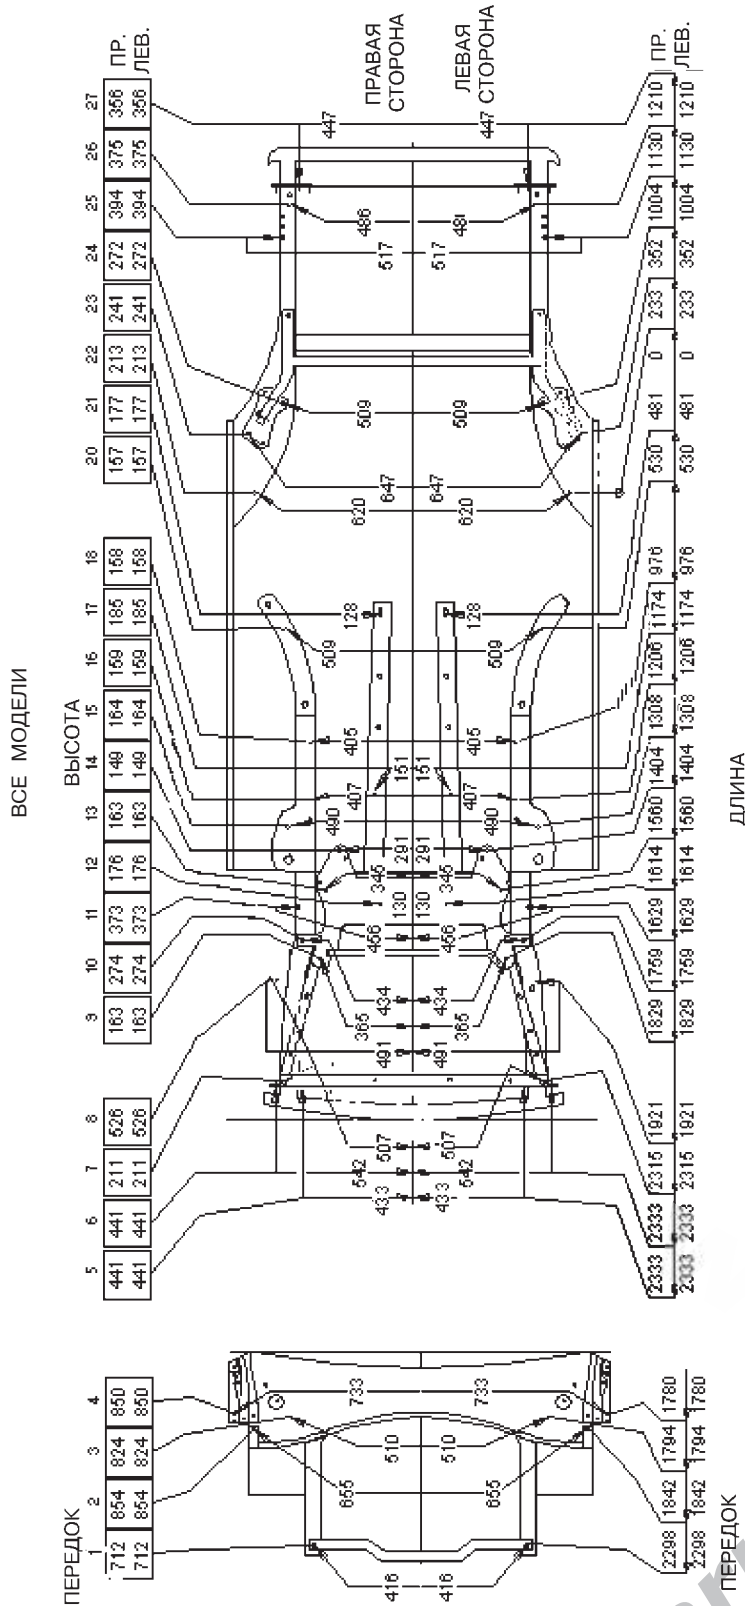 ВСЕ МОДЕЛИ
ПЕРЕДОК
ВЫСОТА
1 2 3 4 5 6 7 8 9 10 11 12 13 14 15 16 17 18 20 21 22 23 24 25 26 27
712 854 824 850 441 441 211 526 163 274 373 176 163 149 164 159 185 158 157 177 213 241 272 394 375 356 ПР.
712 854 824 850 441 441 211 526 163 274 373 176 163 149 164 159 185 158 157 177 213 241 272 394 375 356 ЛЕВ.
ПРАВАЯ
СТОРОНА
416 655 510 733 433 542 507 491 365 434 456 130 345 291 490 407 151 405 509 128 620 647 509 517 486 447
ЛЕВАЯ
СТОРОНА
416 655 510 733 433 542 507 491 365 434 456 130 345 291 490 407 151 405 509 128 620 647 509 517 447
2298 1842 1794 1780 2333 2333 2315 1921 1829 1759 1629 1614 1560 1404 1308 1206 1174 976 530 481 0 233 352 1004 1130 1210 ПР.
2298 1842 1794 1780 2333 2333 2315 1921 1829 1759 1629 1614 1560 1404 1308 1206 1174 976 530 481 0 233 352 1004 1130 1210 ЛЕВ.
ПЕРЕДОК
ДЛИНА